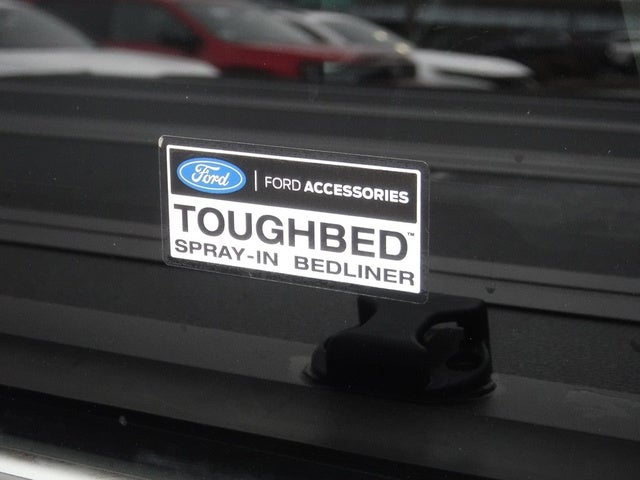 Ford | FORD ACCESSORIES
TOUGHBED™
SPRAY-IN BEDLINER